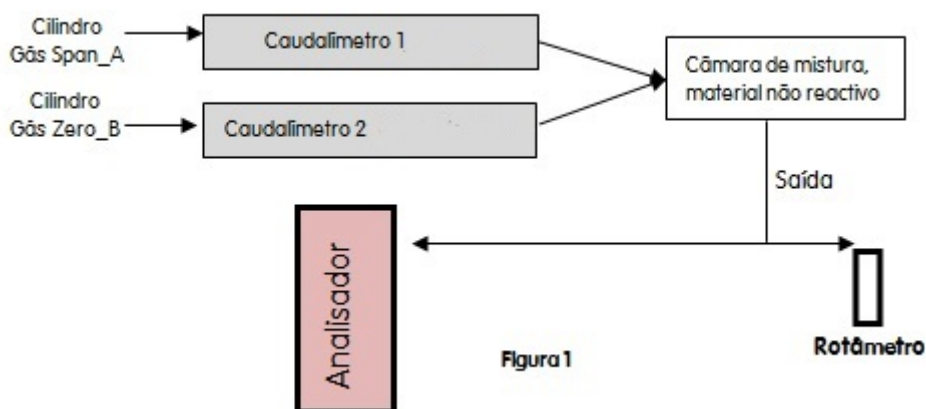 Cilindro
Gás Span_A
Caudalímetro 1
Cilindro
Gás Zero_B
Caudalímetro 2
Câmara de mistura,
material não reactivo
Saída
Analisador
Figura 1
Rotâmetro